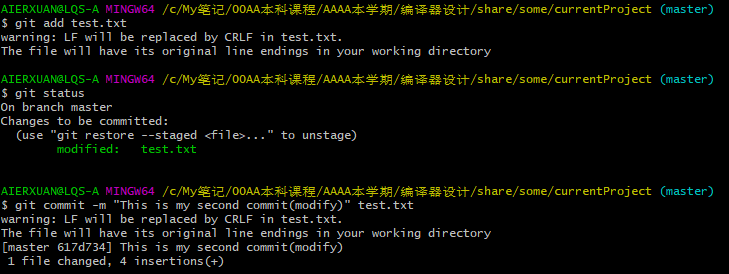 AIERXUAN@LQS-A MINGW64 /c/My笔记/OOAA本科课程/AAAA本学期/编译器设计/share/some/currentProject (master)
$ git add test.txt
warning: LF will be replaced by CRLF in test.txt.
The file will have its original line endings in your working directory
AIERXUAN@LQS-A MINGW64 /c/My笔记/OOAA本科课程/AAAA本学期/编译器设计/share/some/currentProject (master)
$ git status
On branch master
Changes to be committed:
  (use "git restore --staged <file>..." to unstage)
        modified:   test.txt
AIERXUAN@LQS-A MINGW64 /c/My笔记/OOAA本科课程/AAAA本学期/编译器设计/share/some/currentProject (master)
$ git commit -m "This is my second commit(modify)" test.txt
warning: LF will be replaced by CRLF in test.txt.
The file will have its original line endings in your working directory
[master 617d734] This is my second commit(modify)
 1 file changed, 4 insertions(+)